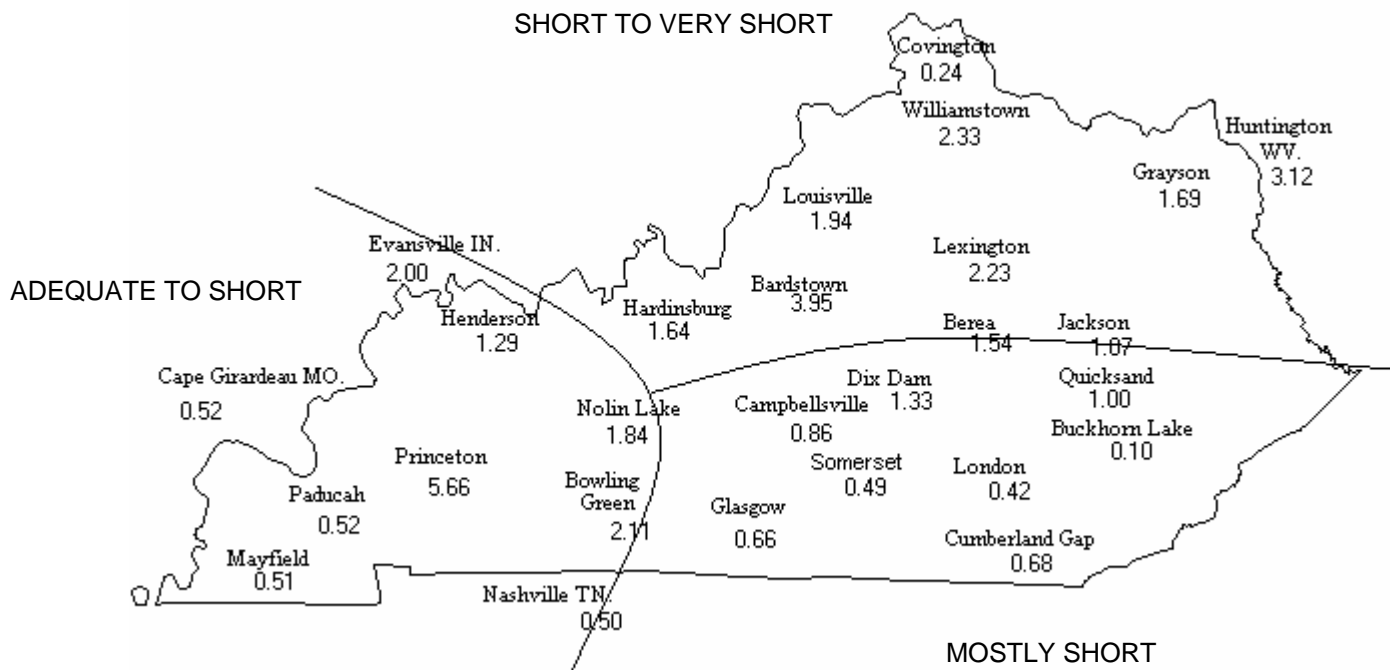 SHORT TO VERY SHORT
Covington
0.24
Williamstown
2.33
Huntington
WV.
3.12
Grayson
1.69
Louisville
1.94
Evansville IN.
2.00
Lexington
2.23
ADEQUATE TO SHORT
Bardstown
3.95
Hardinsburg
1.64
Henderson
1.29
Berea
1.54
Jackson
1.07
Cape Girardeau MO.
0.52
Dix Dam
1.33
Quicksand
1.00
Nolin Lake
1.84
Campbellsville
0.86
Buckhorn Lake
0.10
Princeton
5.66
Somerset
0.49
London
0.42
Bowling
Green
2.11
Paducah
0.52
Glasgow
0.66
Cumberland Gap
0.68
Mayfield
0.51
Nashville TN.
0.50
MOSTLY SHORT